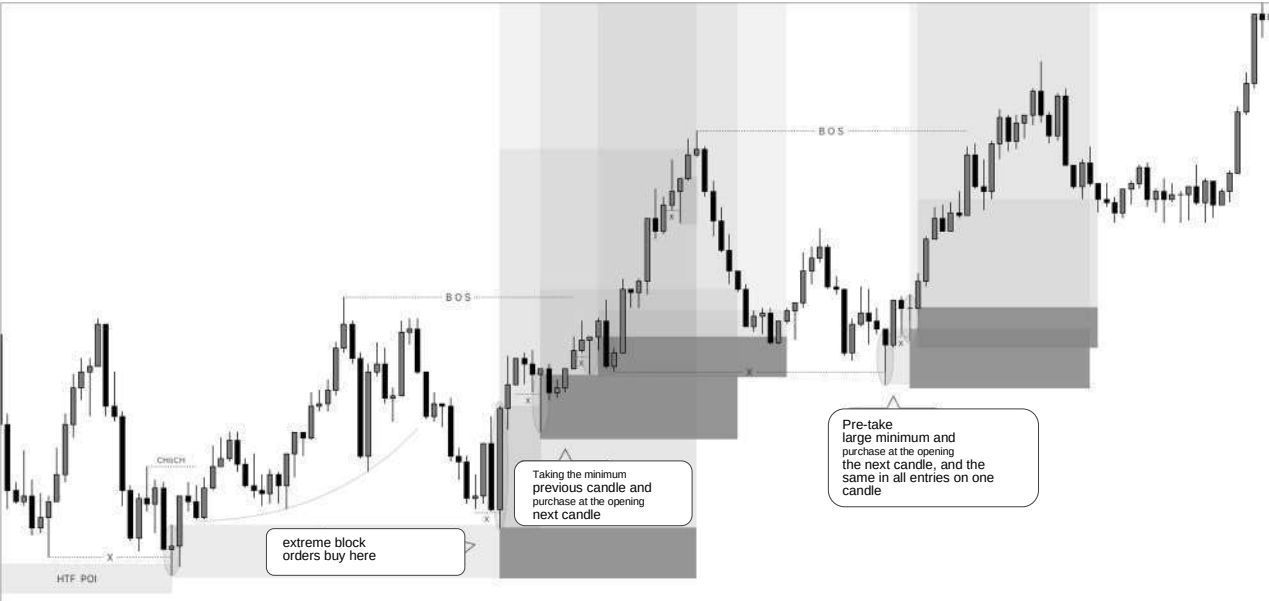 BOS
BOS
CHoCH
X
X
X
X
X
X
X
HTF POI
extreme block
orders buy here
Taking the minimum
previous candle and
purchase at the opening
next candle
Pre-take
large minimum and
purchase at the opening
the next candle, and the
same in all entries on one
candle